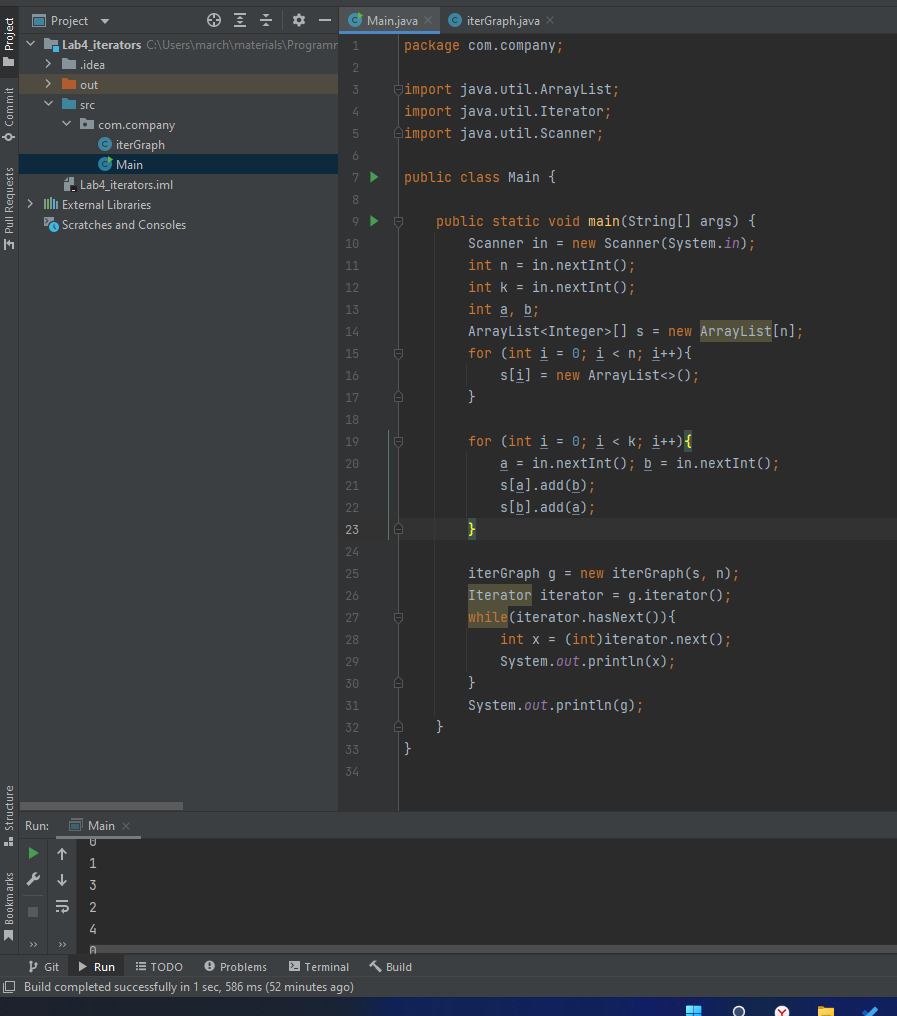 Project
Project
Main.java
iterGraph.java
Lab4_iterators C:\Users\march\materials\Programr
.idea
out
src
com.company
iterGraph
Main
Lab4_iterators.iml
External Libraries
Scratches and Consoles
Commit
Pull Requests
Structure
Bookmarks
1 package com.company;
2
3 import java.util.ArrayList;
4 import java.util.Iterator;
5 import java.util.Scanner;
6
7 public class Main {
8
9 public static void main(String[] args) {
10 Scanner in = new Scanner(System.in);
11 int n = in.nextInt();
12 int k = in.nextInt();
13 int a, b;
14 ArrayList<Integer>[] s = new ArrayList[n];
15 for (int i = 0; i < n; i++){
16 s[i] = new ArrayList<>();
17 }
18
19 for (int i = 0; i < k; i++){
20 a = in.nextInt(); b = in.nextInt();
21 s[a].add(b);
22 s[b].add(a);
23 }
24
25 iterGraph g = new iterGraph(s, n);
26 Iterator iterator = g.iterator();
27 while(iterator.hasNext()){
28 int x = (int)iterator.next();
29 System.out.println(x);
30 }
31 System.out.println(g);
32 }
33 }
34
Run: Main
0
1
3
2
4
0
Git Run TODO Problems Terminal Build
Build completed successfully in 1 sec, 586 ms (52 minutes ago)